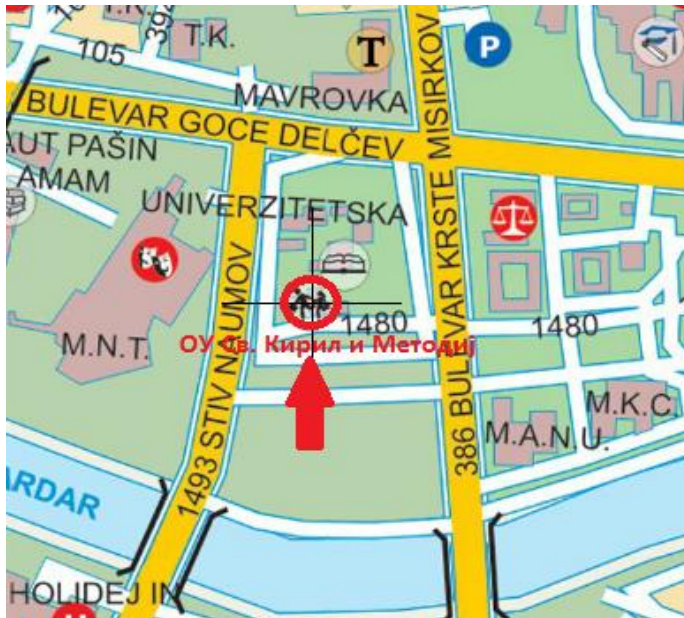 T.K.
105
T.K.
394
T
P
MAVROVKA
BULEVAR GOCE DELČEV
AUT PAŠIN
AMAM
UNIVERZITETSKA
386 BULEVAR KRSTE MISIRKOV
1493 STIV NAUMOV
M.N.T.
1480
1480
ОУ Св. Кирил и Методиј
M.K.C.
M.A.N.U.
ARDAR
HOLIDEJ IN